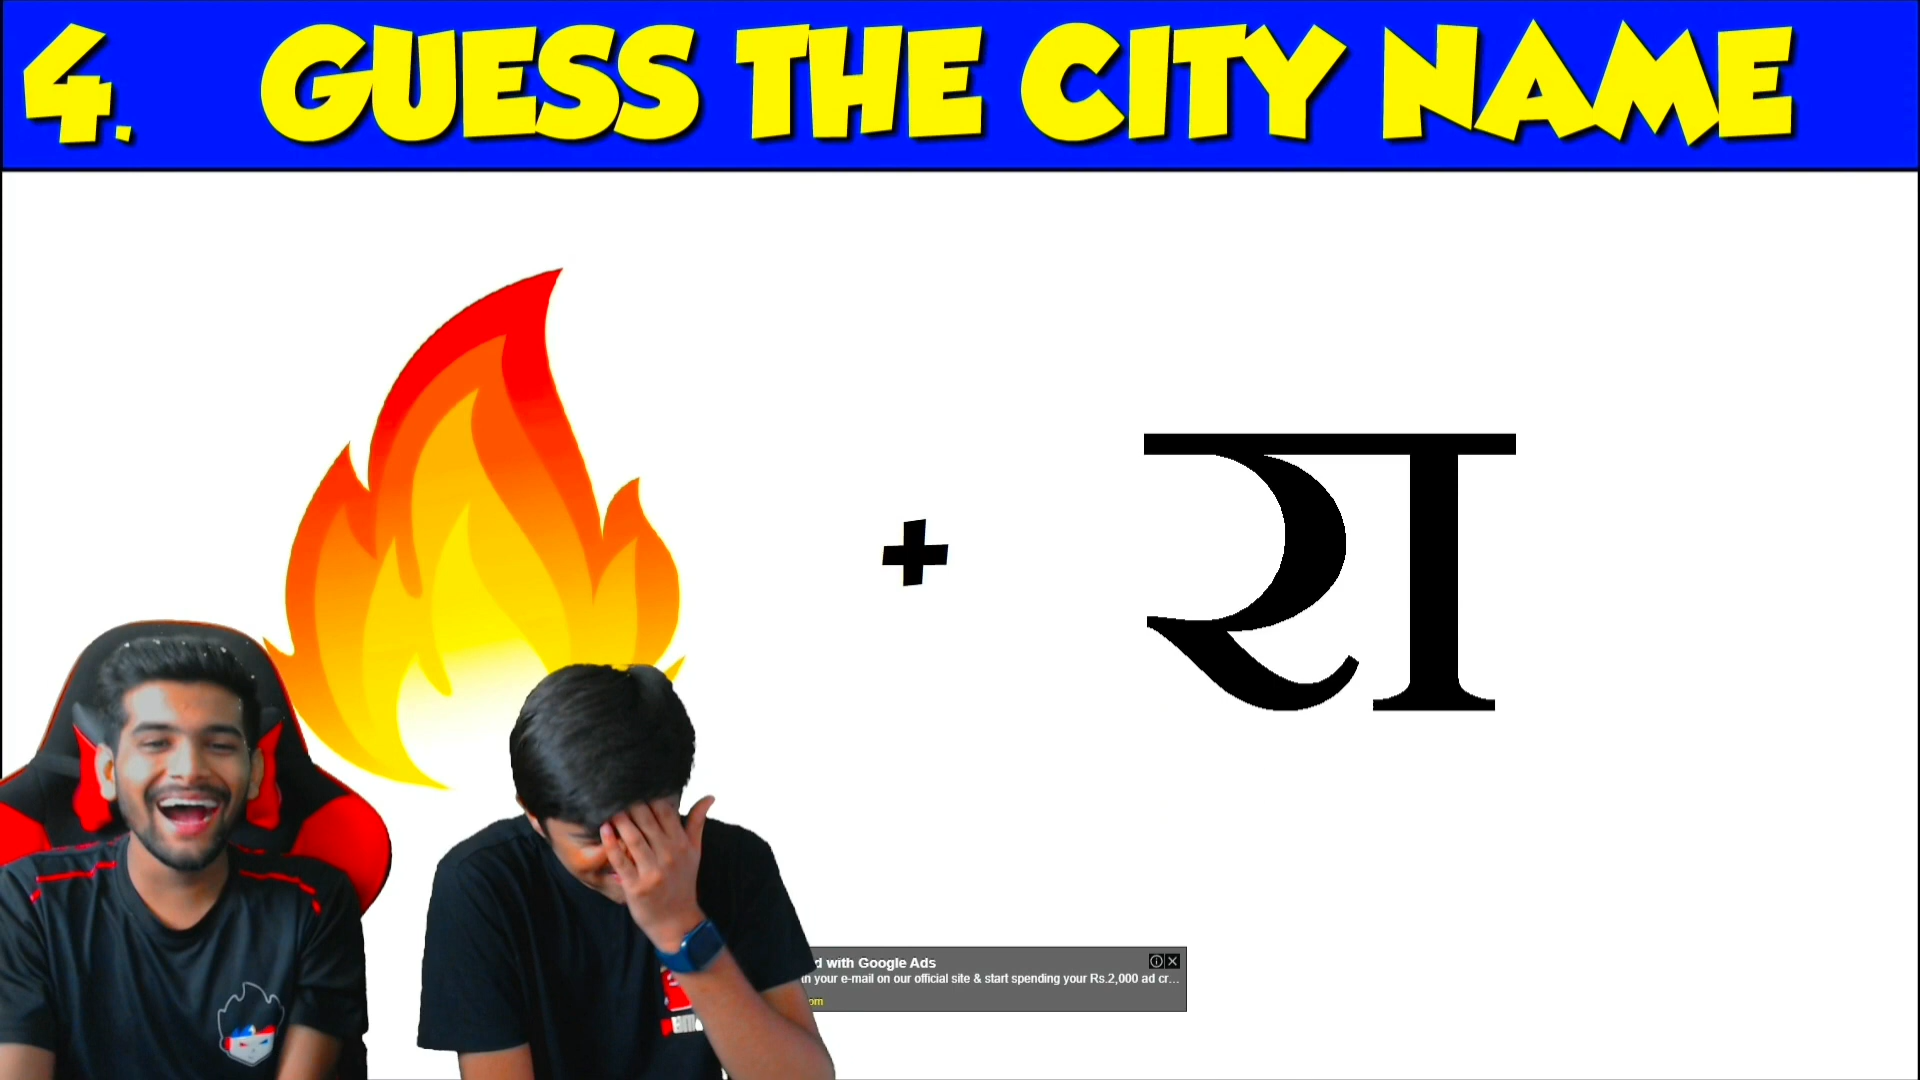 4. GUESS THE CITY NAME
+ रा
d with Google Ads
n your e-mail on our official site & start spending your Rs.2,000 ad cr...
om